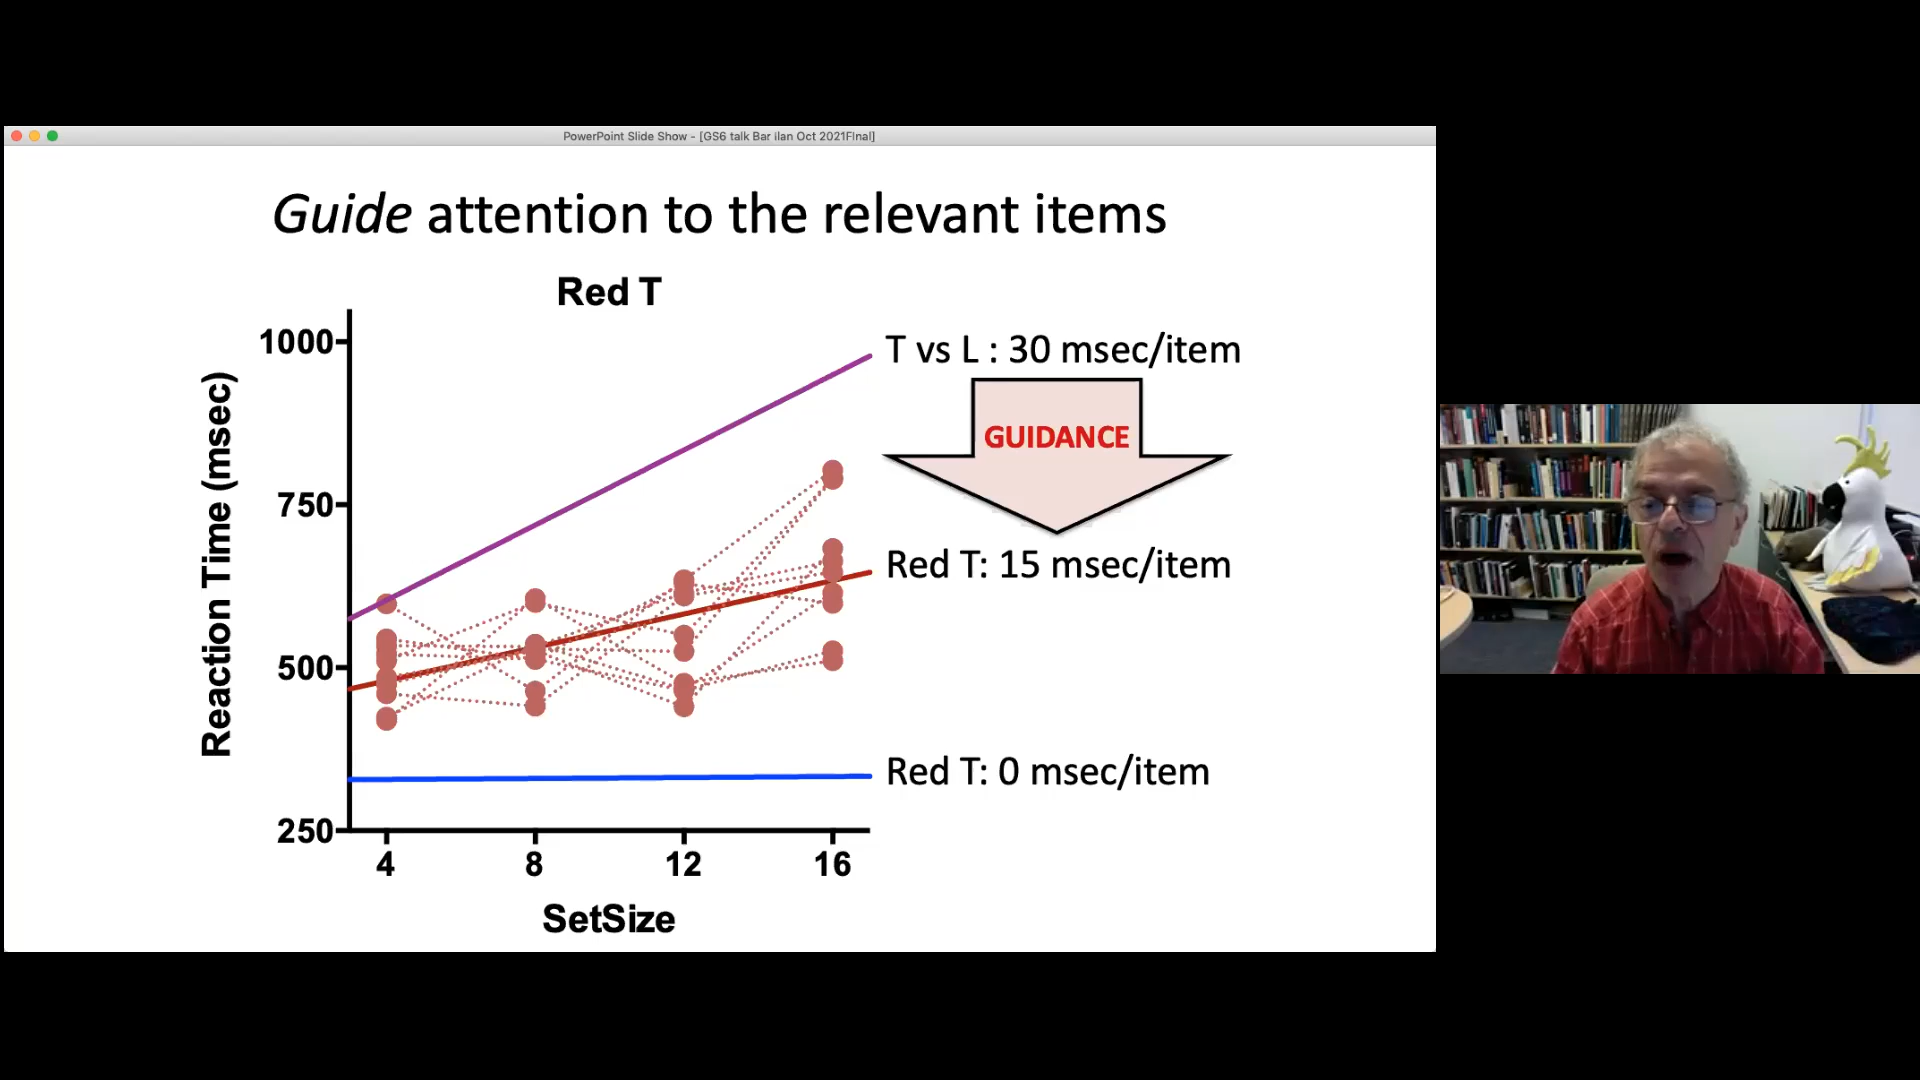 PowerPoint Slide Show - [GS6 talk Bar ilan Oct 2021FInal]
Guide attention to the relevant items
Red T
1000
750
500
250
Reaction Time (msec)
4 8 12 16
SetSize
T vs L : 30 msec/item
GUIDANCE
Red T: 15 msec/item
Red T: 0 msec/item